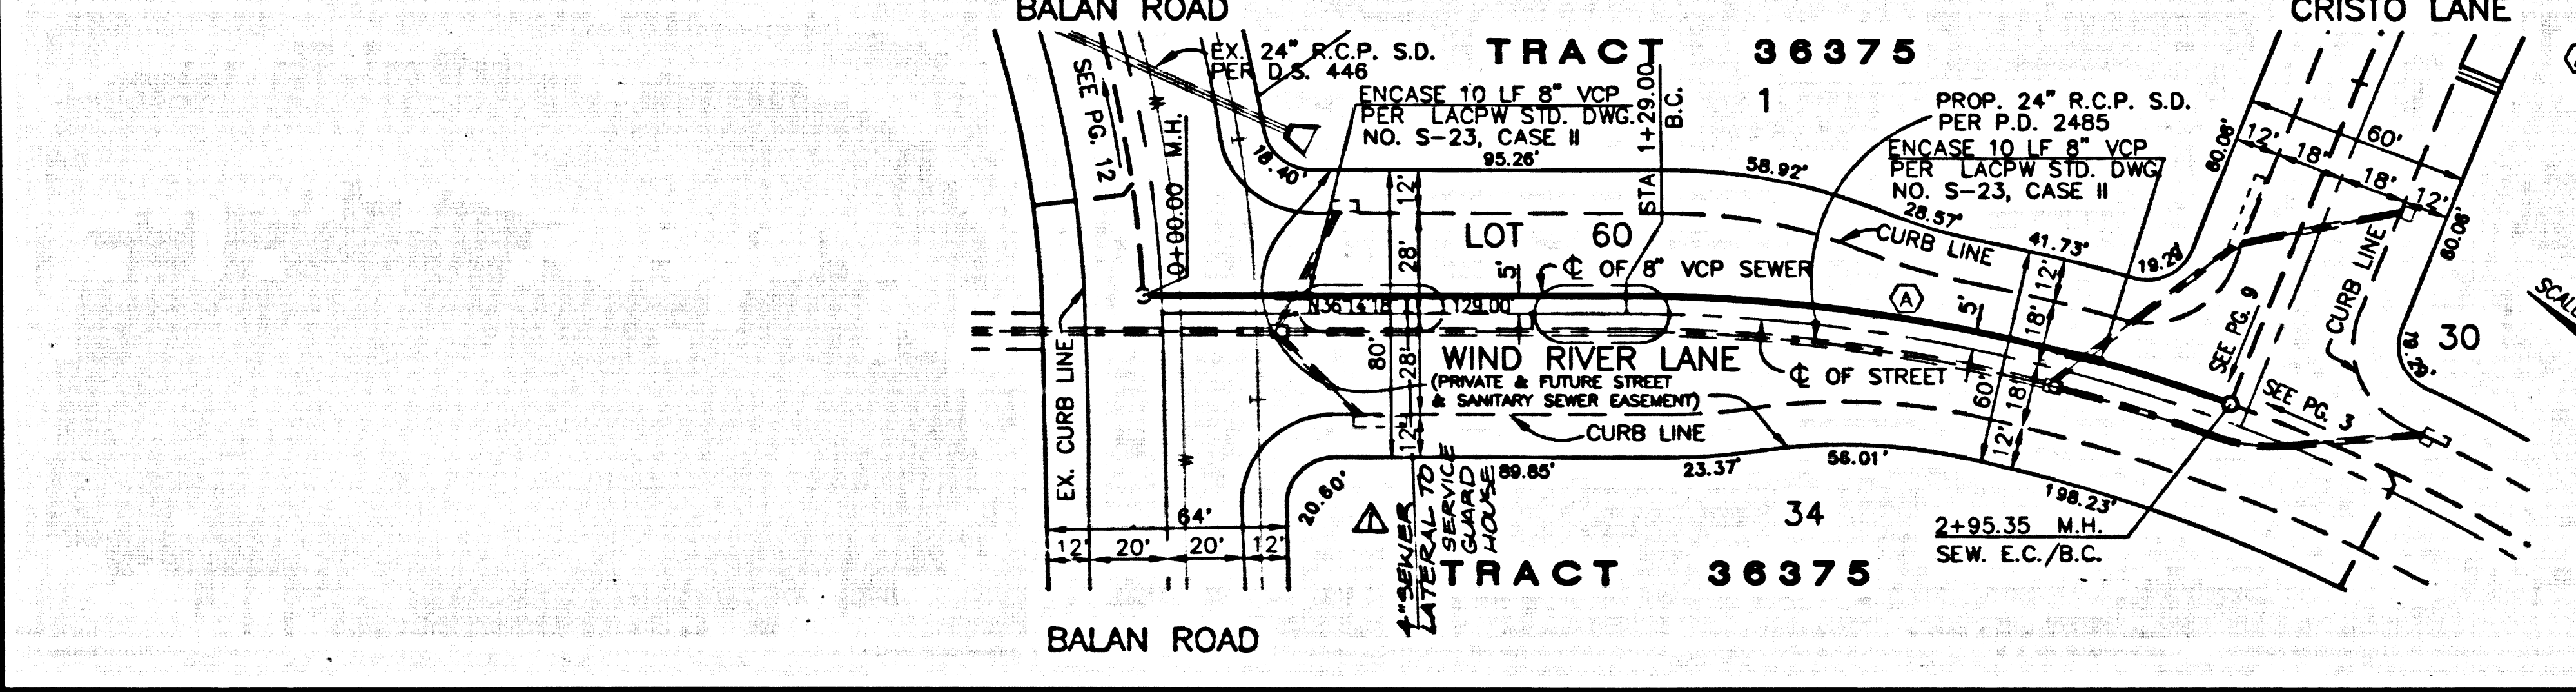 BALAN ROAD
CRISTO LANE
EX. 24" R.C.P. S.D.
PER D.S. 446
TRACT 36375
1
SEE PG. 12
0+00.00 M.H.
ENCASE 10 LF 8" VCP
PER LACPW STD. DWG.
NO. S-23, CASE II
STA 1+29.00
B.C.
PROP. 24" R.C.P. S.D.
PER P.D. 2485
ENCASE 10 LF 8" VCP
PER LACPW STD. DWG.
NO. S-23, CASE II
18.40'
95.26'
58.92'
28.57'
41.73'
19.29'
60.06'
12'
18'
60'
18'
12'
60.06'
19.29'
30
12'
28'
80'
28'
12'
LOT 60
5'
℄ OF 8" VCP SEWER
CURB LINE
A
5'
12'
18'
60'
18'
12'
129.00'
WIND RIVER LANE
(PRIVATE & FUTURE STREET
& SANITARY SEWER EASEMENT)
℄ OF STREET
CURB LINE
SEE PG. 9
CURB LINE
SEE PG. 3
EX. CURB LINE
89.85'
23.37'
56.01'
198.23'
20.60'
34
1
4" SEWER
LATERAL TO
SERVICE
GUARD
HOUSE
64'
12'
20'
20'
12'
2+95.35 M.H.
SEW. E.C./B.C.
TRACT 36375
BALAN ROAD